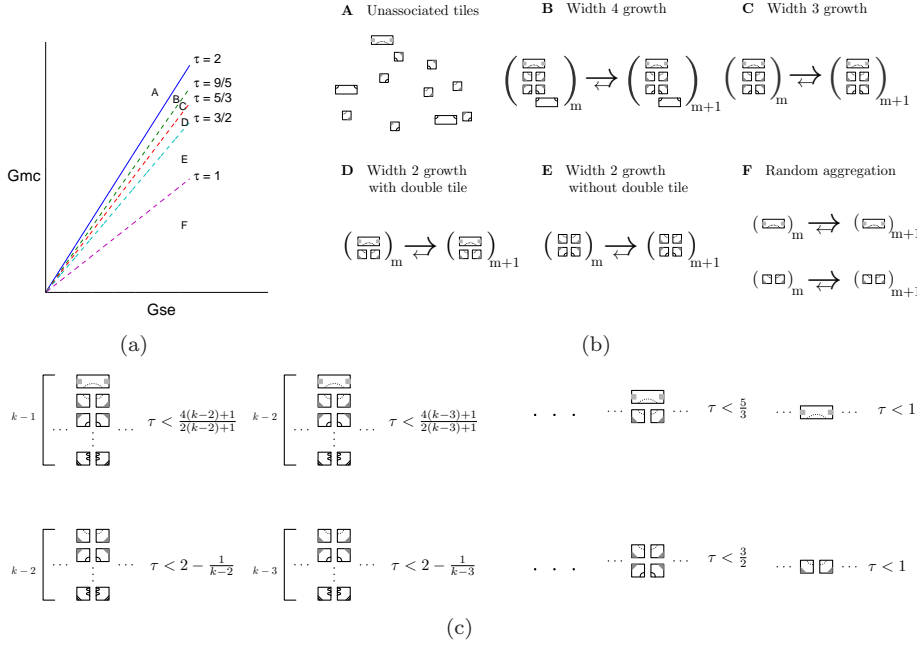 A Unassociated tiles
B Width 4 growth
C Width 3 growth
τ = 2
τ = 9/5
τ = 5/3
τ = 3/2
τ = 1
A
B
C
D
E
F
Gmc
Gse
m
m+1
m
m+1
D Width 2 growth
with double tile
E Width 2 growth
without double tile
F Random aggregation
m
m+1
m
m+1
m
m+1
m
m+1
(a)
(b)
k−1 ... ... τ < 4(k−2)+1 / 2(k−2)+1
k−2 ... ... τ < 4(k−3)+1 / 2(k−3)+1
. . .
... ... τ < 5/3
... ... τ < 1
k−2 ... ... τ < 2 − 1/k−2
k−3 ... ... τ < 2 − 1/k−3
. . .
... ... τ < 3/2
... ... τ < 1
(c)